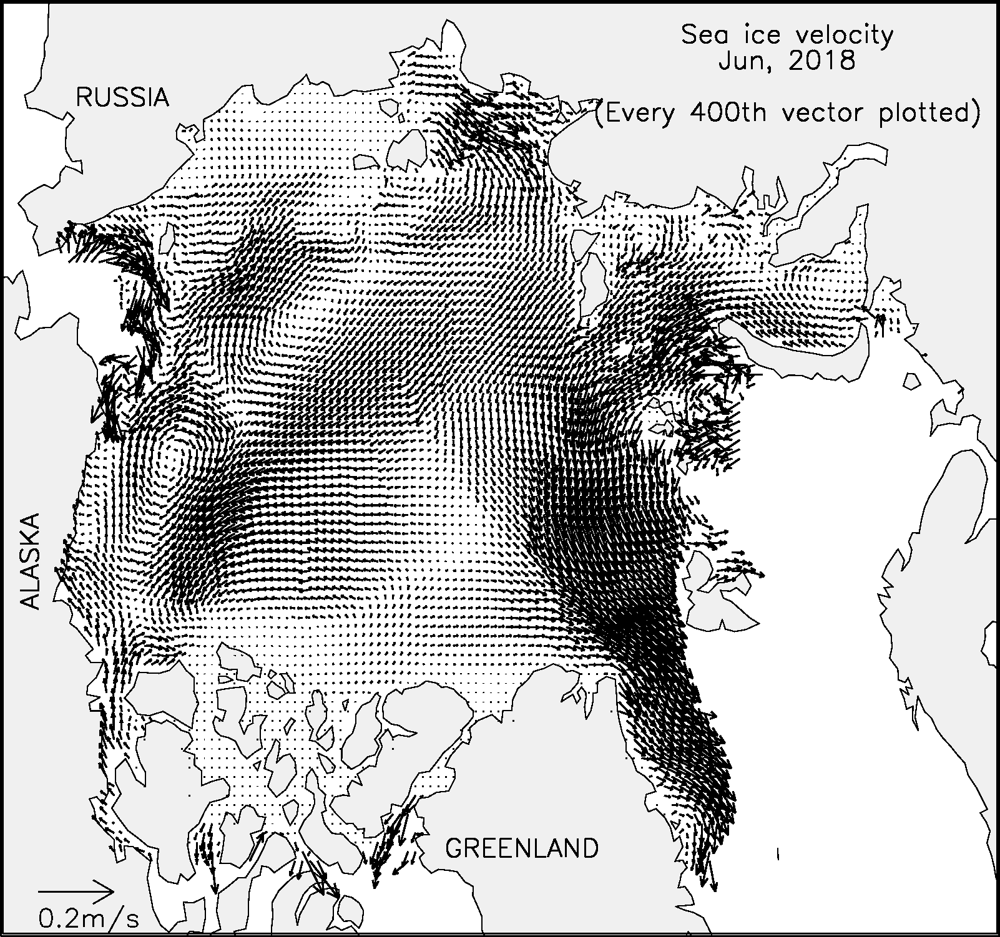 Sea ice velocity
Jun, 2018
RUSSIA
(Every 400th vector plotted)
ALASKA
GREENLAND
0.2m/s